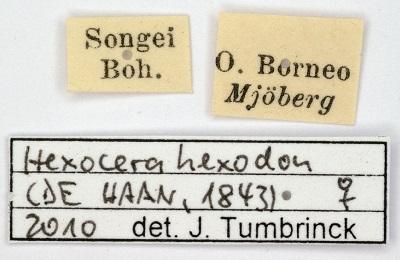 Songei
Boh.
O. Borneo
Mjöberg
Hexocera hexodon
(DE HAAN, 1843) ♀
2010 det. J. Tumbrinck